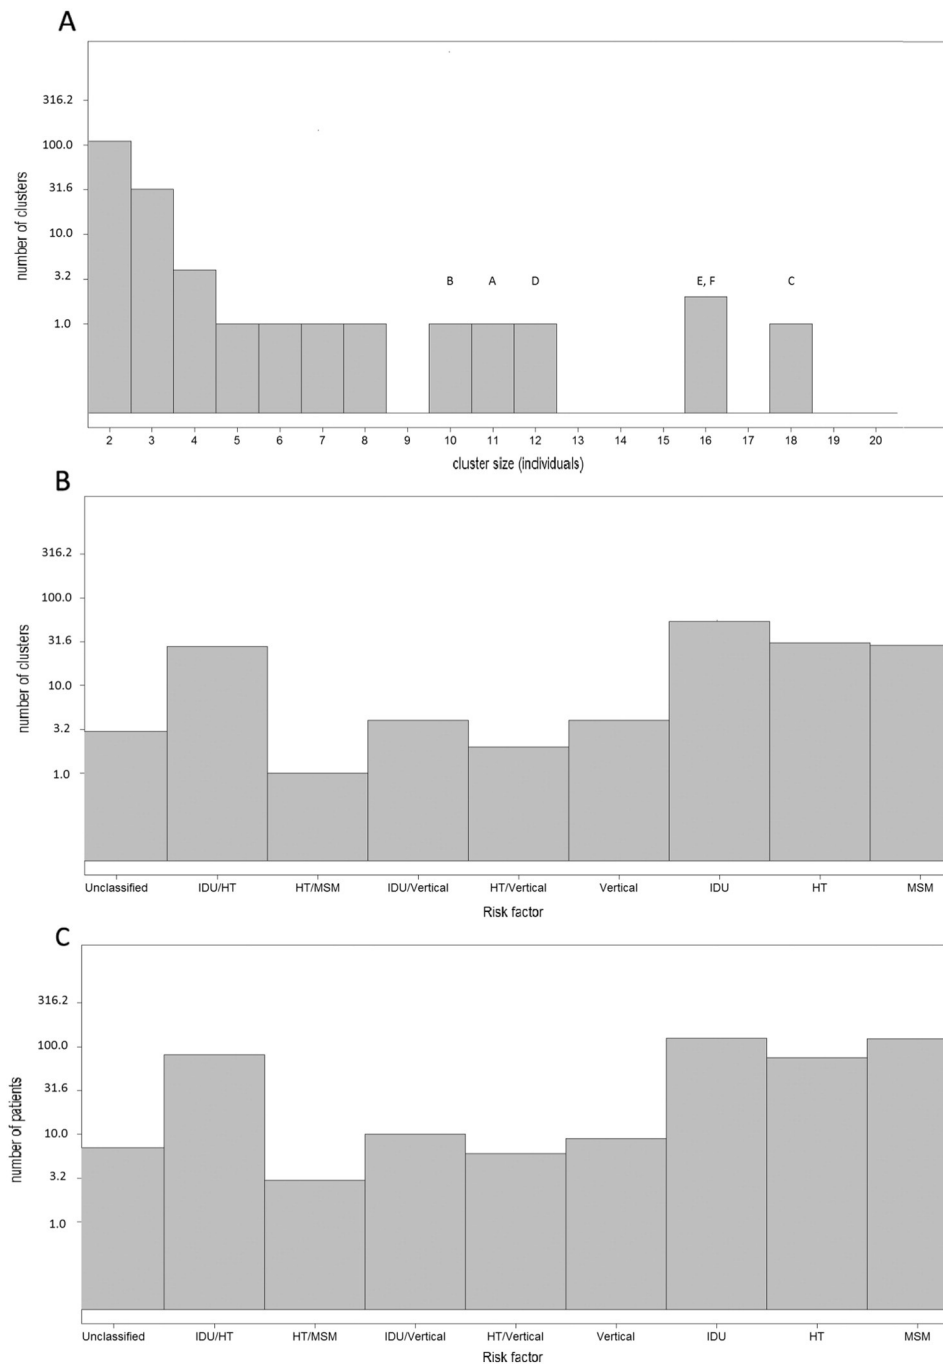 A
number of clusters
316.2
100.0
31.6
10.0
3.2
1.0
B A D E, F C
2 3 4 5 6 7 8 9 10 11 12 13 14 15 16 17 18 19 20
cluster size (individuals)
B
number of clusters
316.2
100.0
31.6
10.0
3.2
1.0
Unclassified IDU/HT HT/MSM IDU/Vertical HT/Vertical Vertical IDU HT MSM
Risk factor
C
number of patients
316.2
100.0
31.6
10.0
3.2
1.0
Unclassified IDU/HT HT/MSM IDU/Vertical HT/Vertical Vertical IDU HT MSM
Risk factor